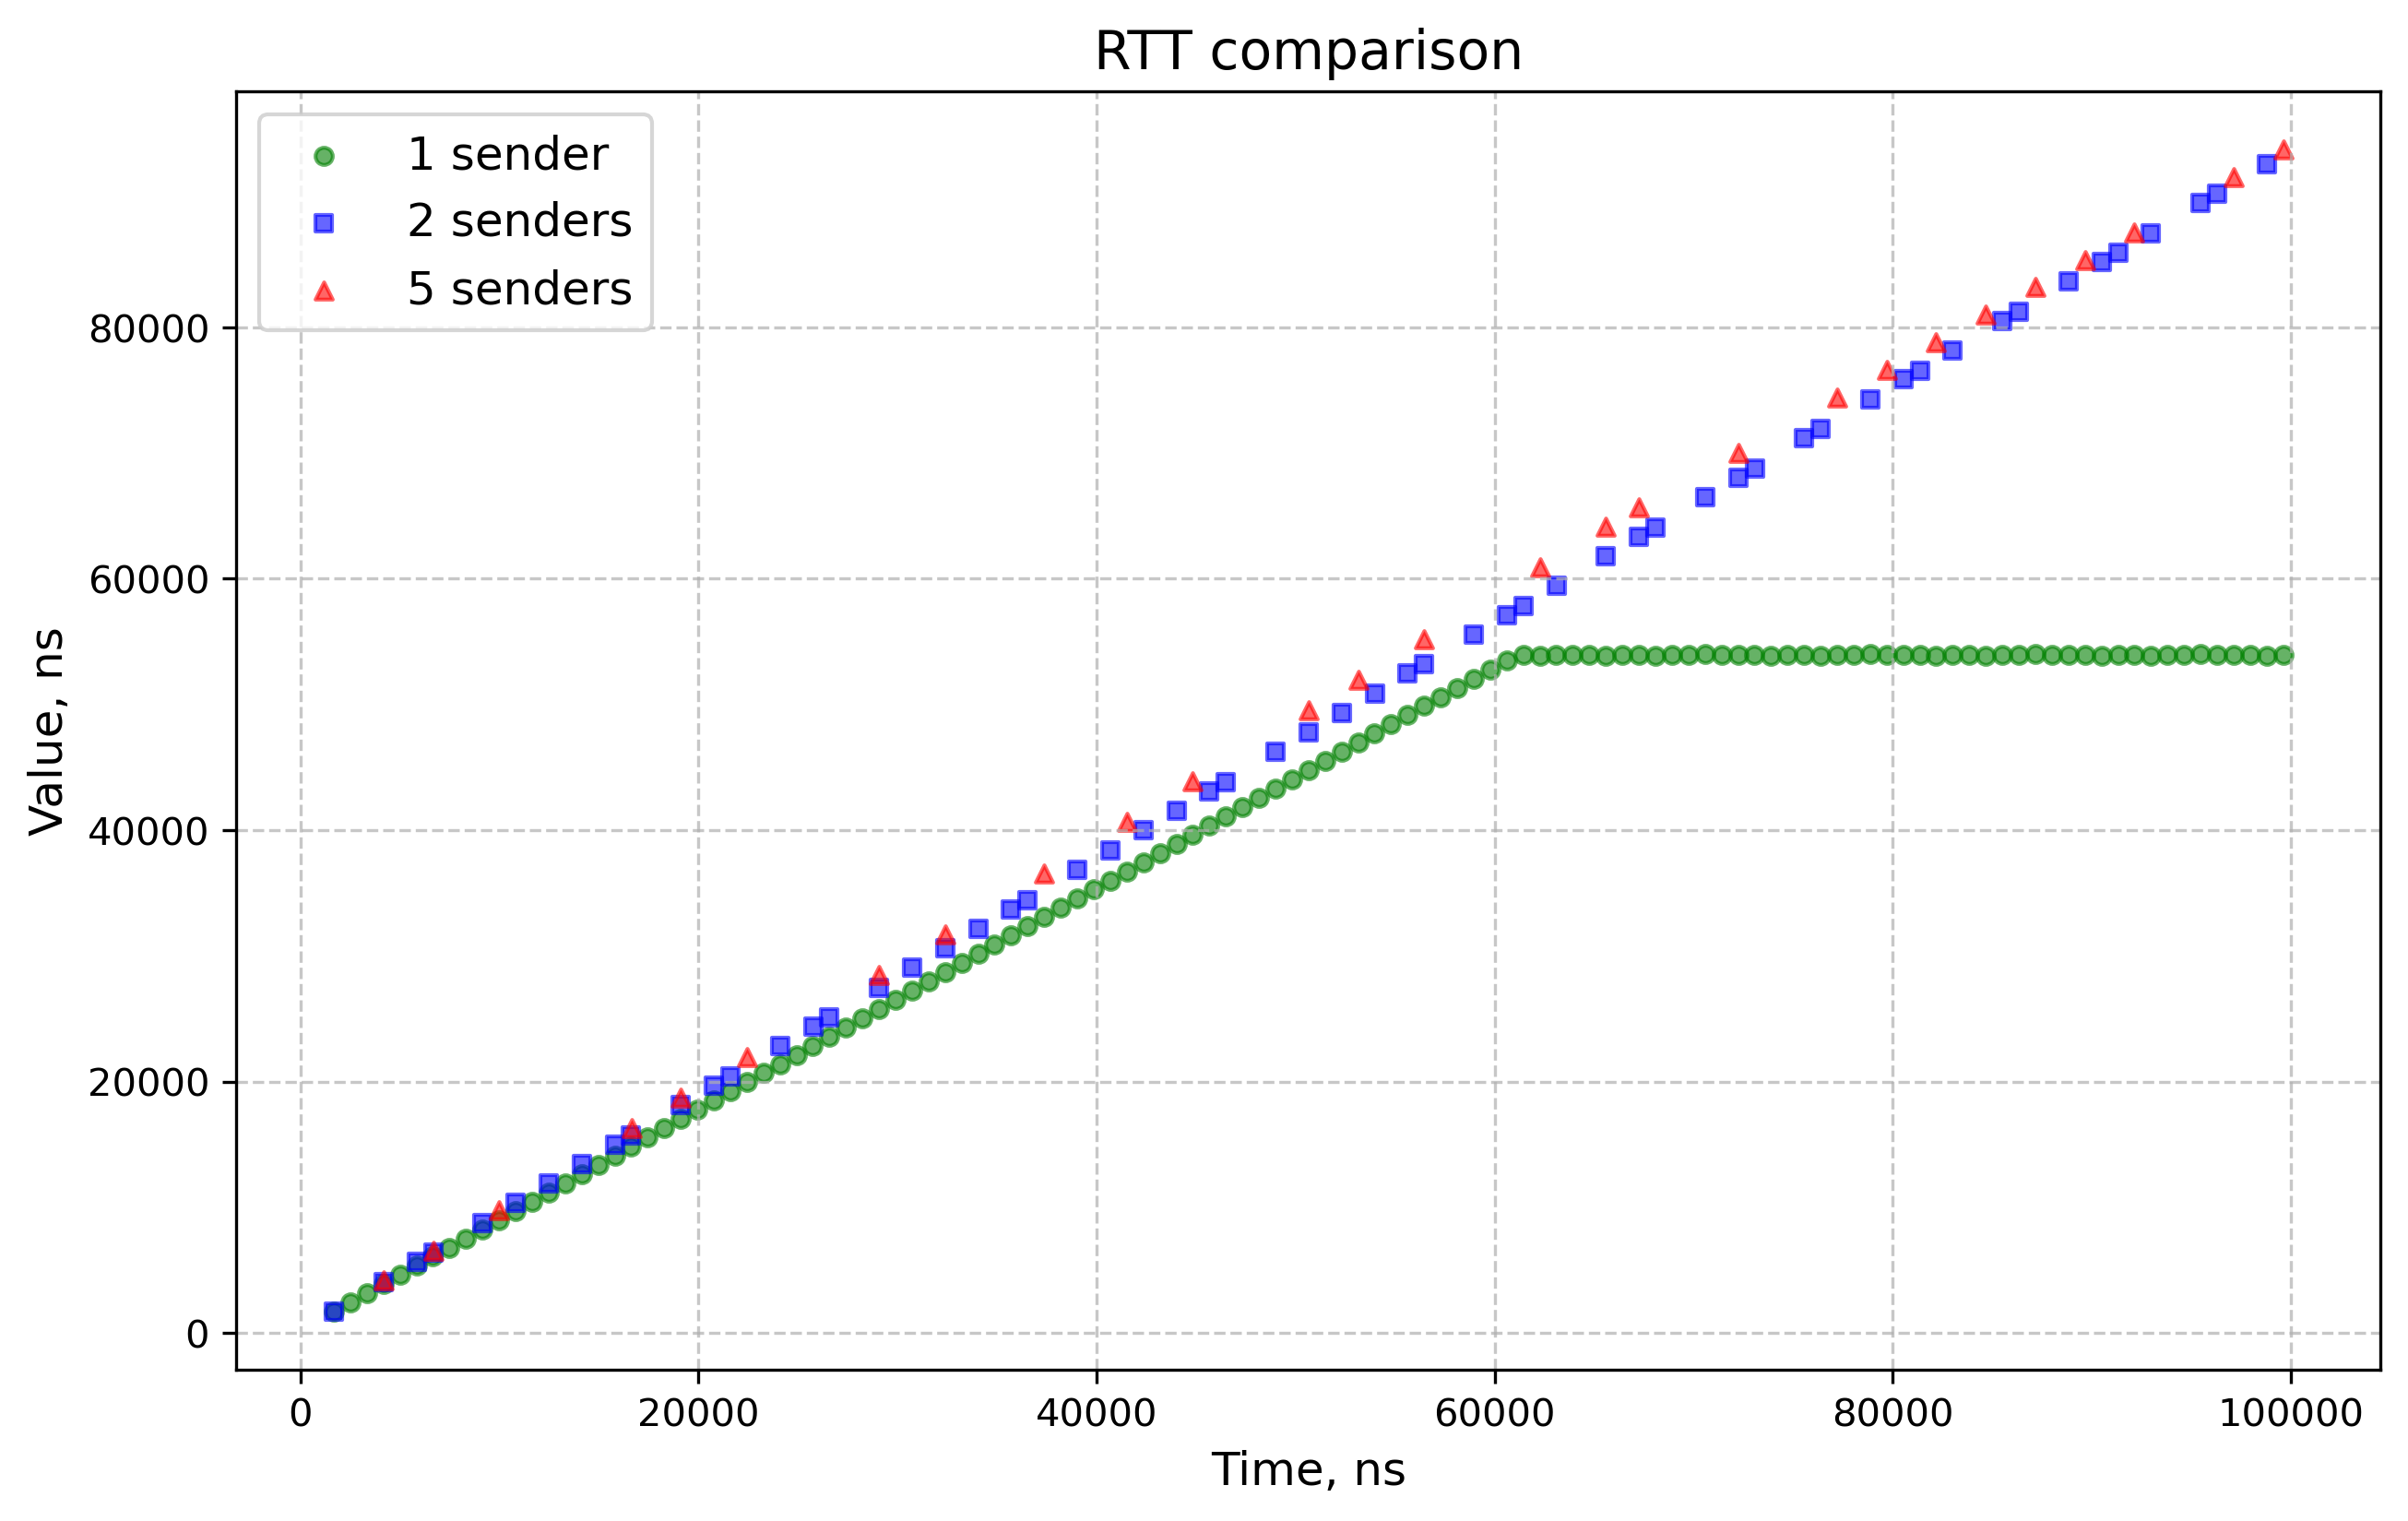 RTT comparison
1 sender
2 senders
5 senders
Value, ns
80000
60000
40000
20000
0
0 20000 40000 60000 80000 100000
Time, ns